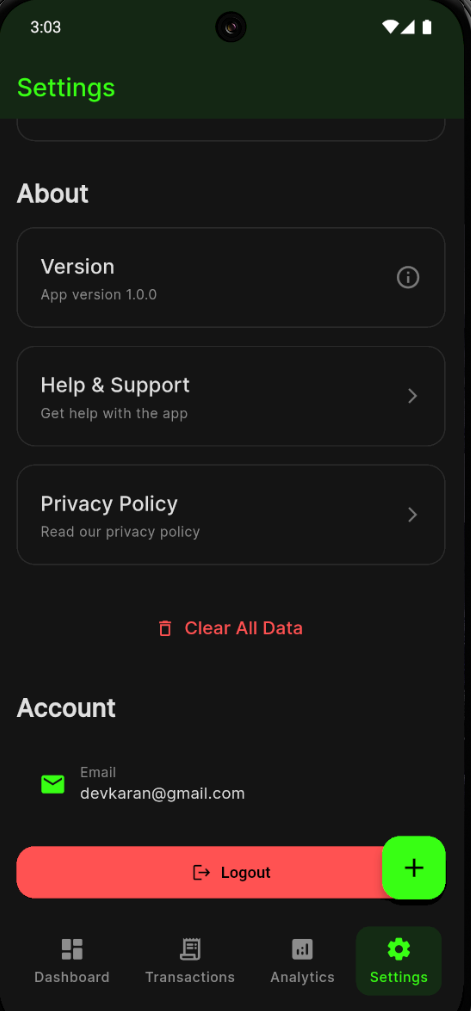 3:03
Settings
About
Version
App version 1.0.0
Help & Support
Get help with the app
Privacy Policy
Read our privacy policy
Clear All Data
Account
Email
devkaran@gmail.com
Logout
+
Dashboard Transactions Analytics Settings